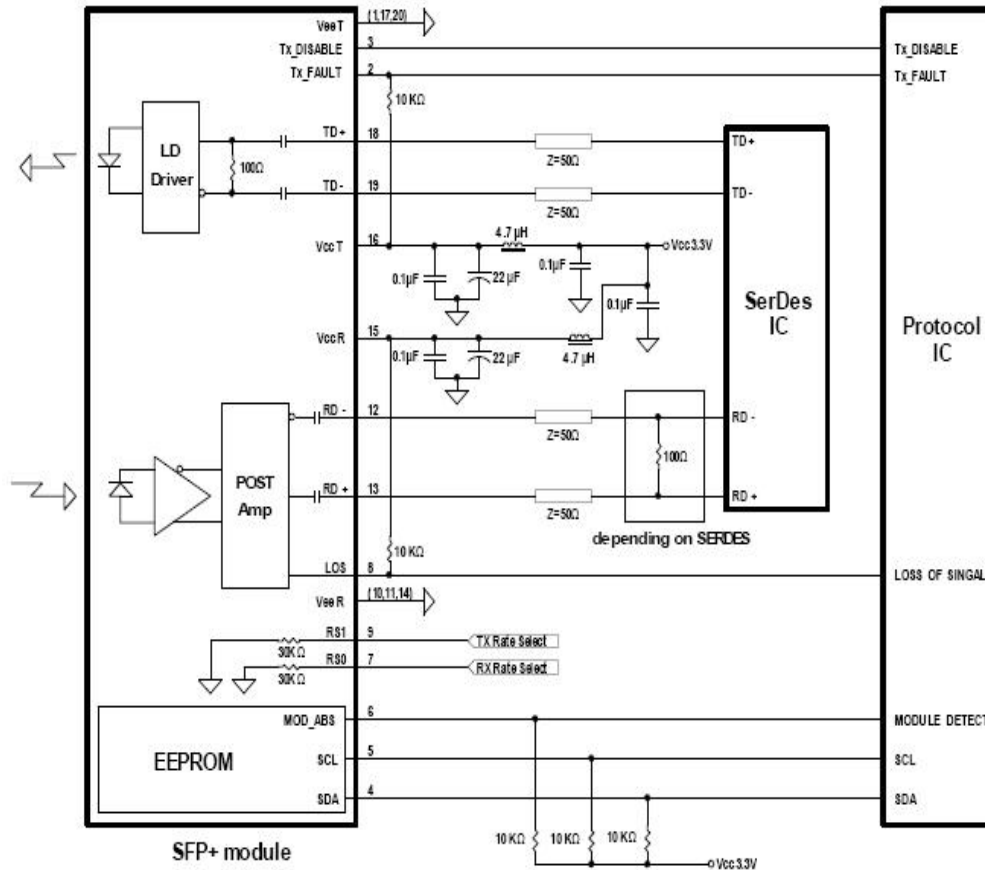 VeeT
(1,17,20)
Tx_DISABLE
3
Tx_DISABLE
Tx_FAULT
2
Tx_FAULT
10 KΩ
LD
Driver
100Ω
TD+
18
Z=50Ω
TD+
TD-
19
Z=50Ω
TD-
VccT
16
4.7 µH
Vcc3.3V
0.1µF
22 µF
0.1µF
0.1µF
SerDes
IC
Protocol
IC
VccR
15
0.1µF
22 µF
4.7 µH
RD -
12
Z=50Ω
RD -
100Ω
POST
Amp
RD +
13
Z=50Ω
RD+
depending on SERDES
10 KΩ
LOS
8
LOSS OF SINGAL
VeeR
(10,11,14)
RS1
9
TX Rate Select
30KΩ
RS0
7
RX Rate Select
30KΩ
MOD_ABS
6
MODULE DETECT
EEPROM
SCL
5
SCL
SDA
4
SDA
10 KΩ
10 KΩ
10 KΩ
Vcc3.3V
SFP+ module